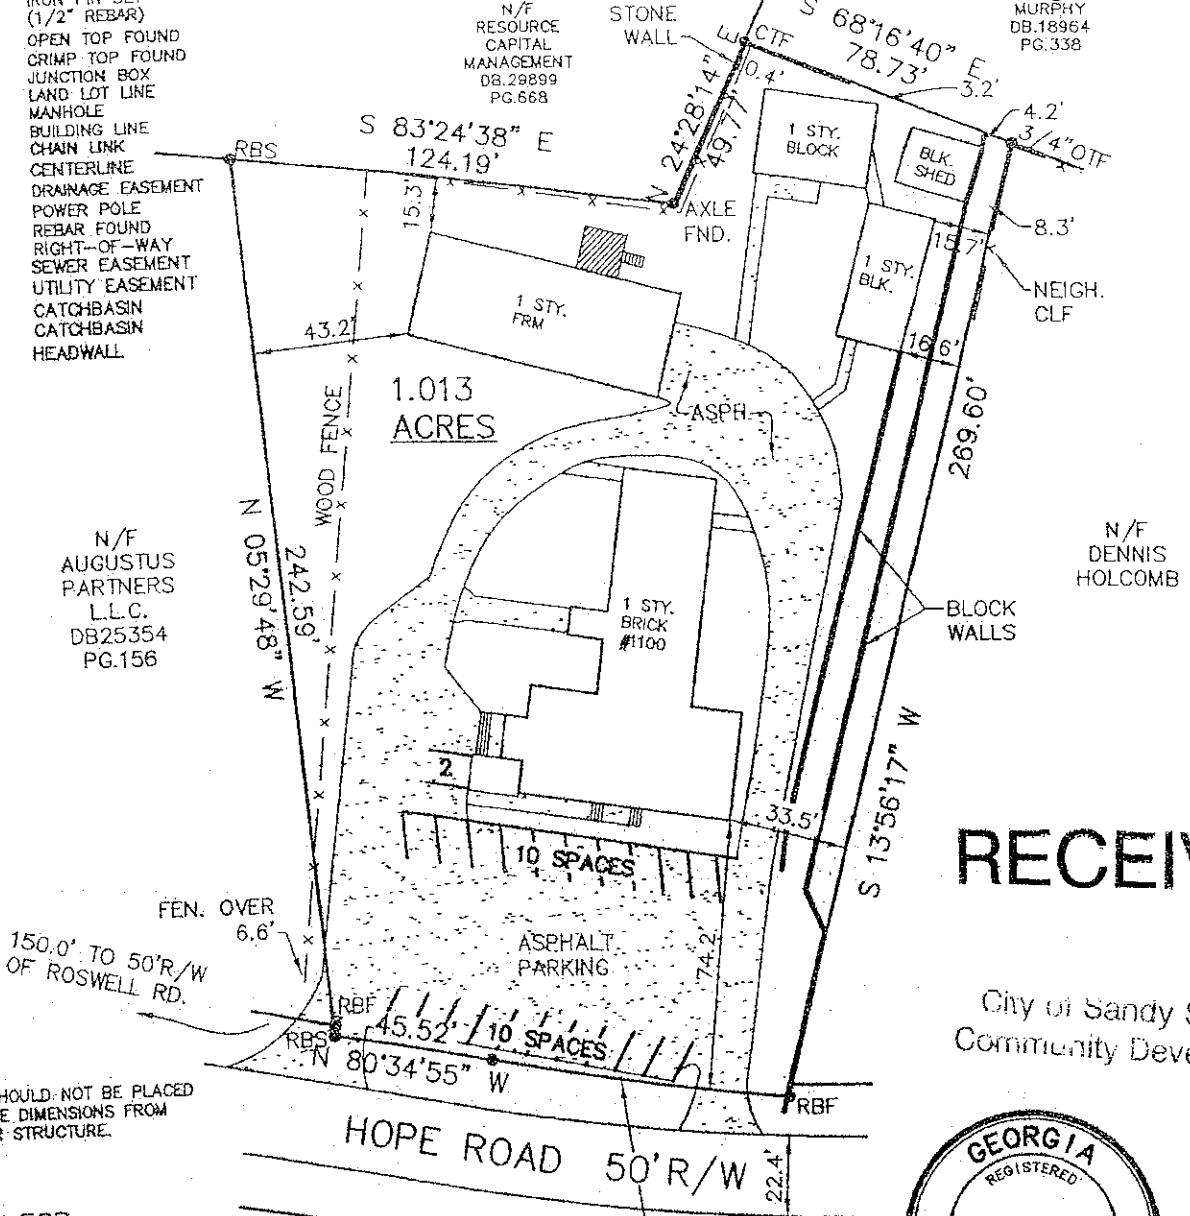 (1/2" REBAR)
OPEN TOP FOUND
CRIMP TOP FOUND
JUNCTION BOX
LAND LOT LINE
MANHOLE
BUILDING LINE
CHAIN LINK
CENTERLINE
DRAINAGE EASEMENT
POWER POLE
REBAR FOUND
RIGHT-OF-WAY
SEWER EASEMENT
UTILITY EASEMENT
CATCHBASIN
CATCHBASIN
HEADWALL
N/F
RESOURCE
CAPITAL
MANAGEMENT
DB.29899
PG.668
STONE
WALL
CTF
S 68°16'40" E
78.73'
MURPHY
DB.18964
PG.338
0.4'
3.2'
4.2'
3/4" OTF
RBS
S 83°24'38" E
124.19'
N 24°28'14" E
49.77'
1 STY.
BLOCK
BLK.
SHED
15.3'
AXLE
FND.
8.3'
15.7'
1 STY.
BLK.
NEIGH.
CLF
1 STY.
FRM
43.2'
16.6'
1.013
ACRES
ASPH.
WOOD FENCE
269.60'
N/F
AUGUSTUS
PARTNERS
L.L.C.
DB25354
PG.156
N 05°29'48" W
242.59'
N/F
DENNIS
HOLCOMB
1 STY.
BRICK
#1100
BLOCK
WALLS
S 13°56'17" W
2
33.5'
10 SPACES
RECEI
FEN. OVER
6.6'
150.0' TO 50'R/W
OF ROSWELL RD.
ASPHALT
PARKING
74.2'
City of Sandy S
Community Deve
RBF
45.52'
10 SPACES
RBS
N 80°34'55" W
RBF
HOULD NOT BE PLACED
E DIMENSIONS FROM
STRUCTURE.
HOPE ROAD 50'R/W
22.4'
GEORGIA
REGISTERED